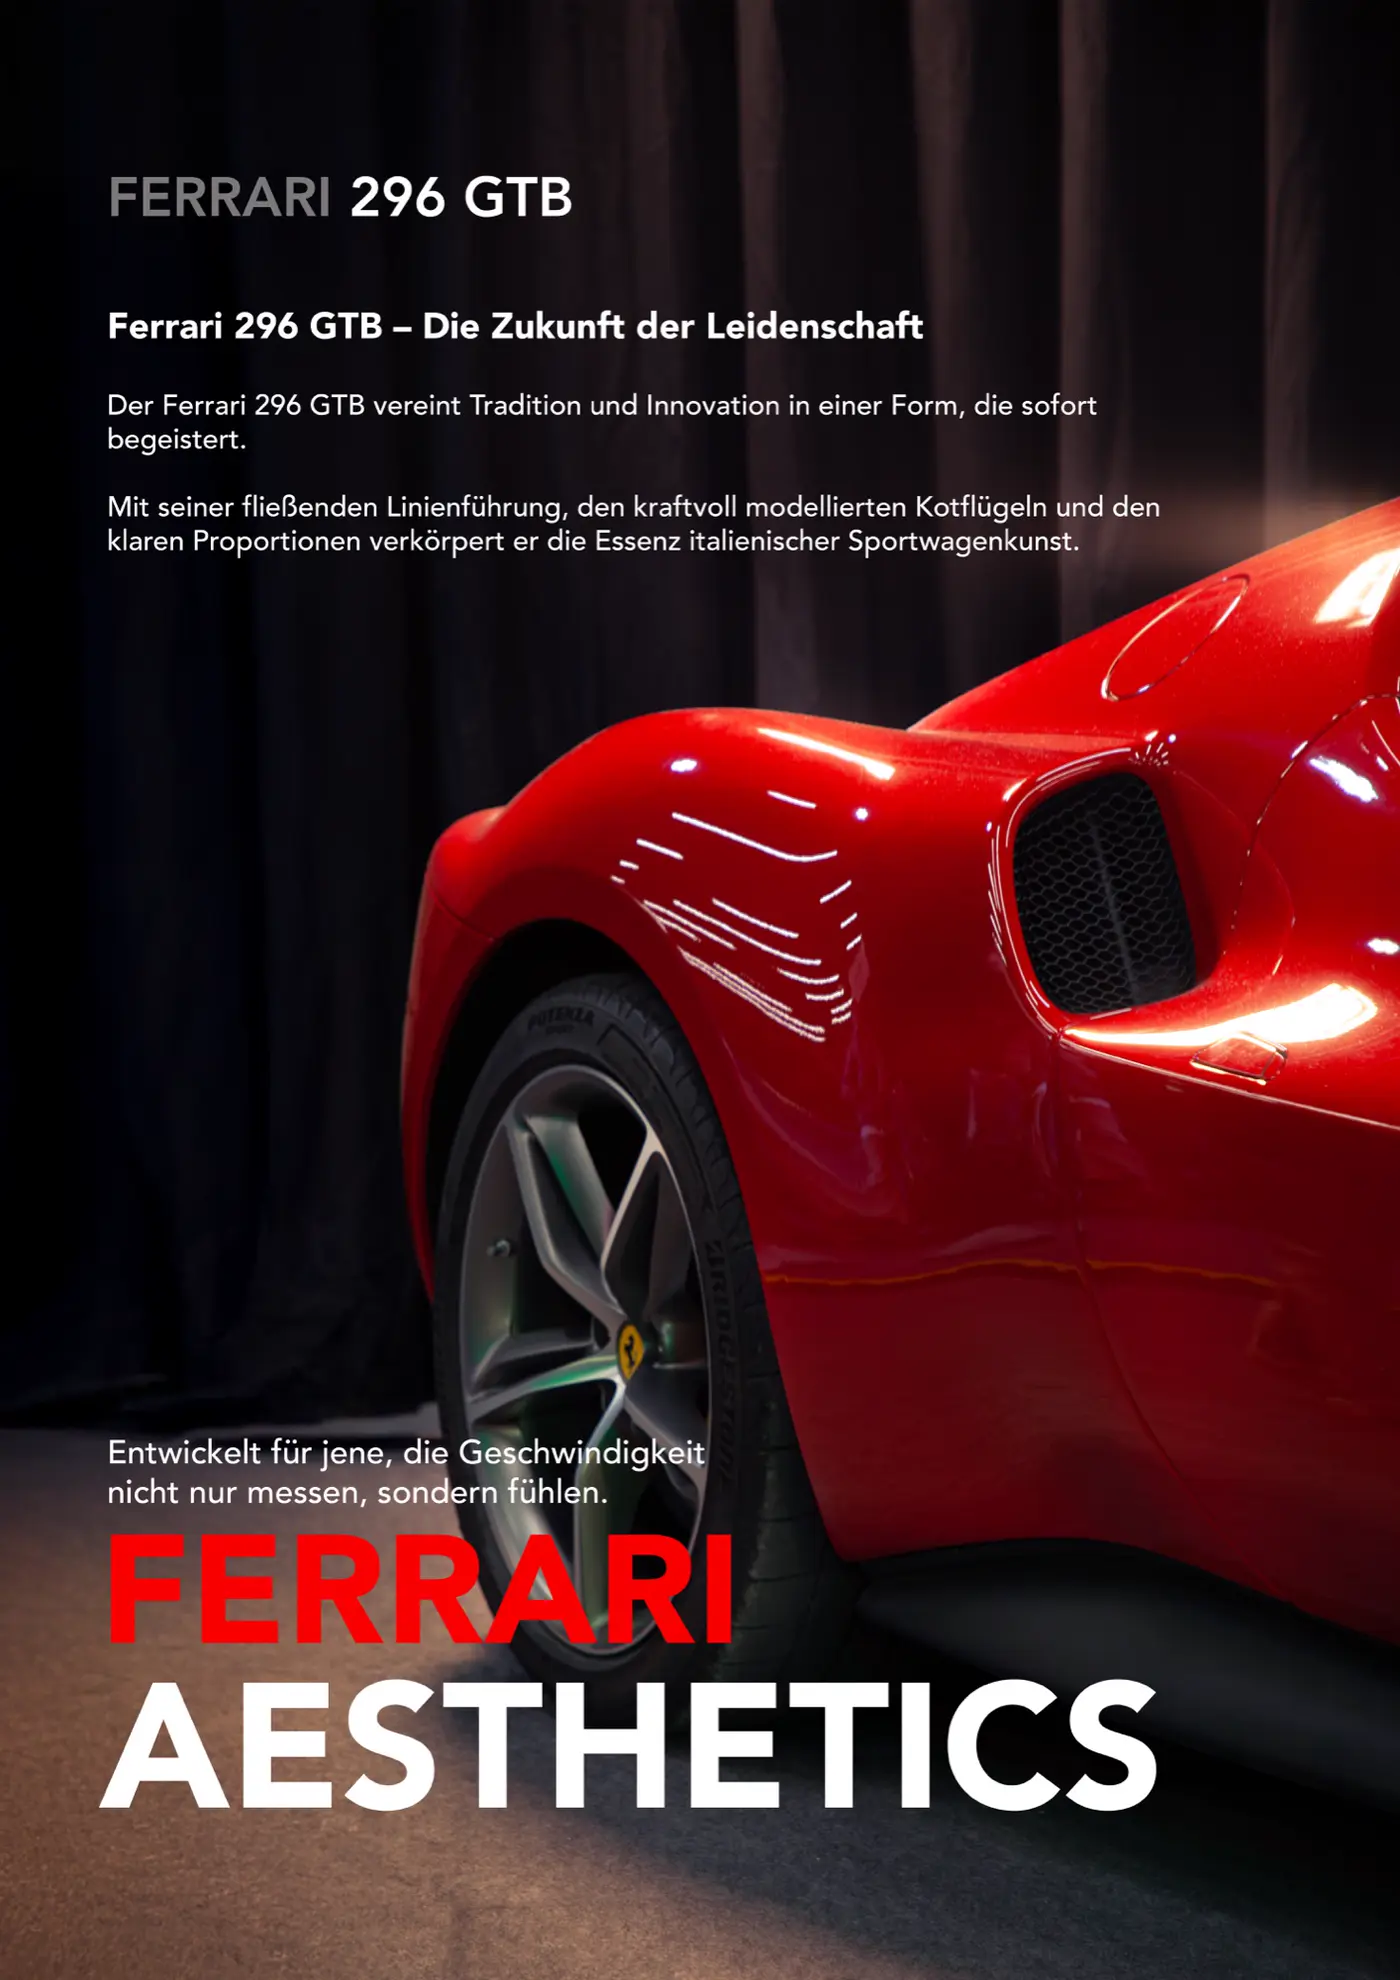 FERRARI 296 GTB
Ferrari 296 GTB – Die Zukunft der Leidenschaft
Der Ferrari 296 GTB vereint Tradition und Innovation in einer Form, die sofort
begeistert.
Mit seiner fließenden Linienführung, den kraftvoll modellierten Kotflügeln und den
klaren Proportionen verkörpert er die Essenz italienischer Sportwagenkunst.
POTENZA
BRIDGESTONE
Entwickelt für jene, die Geschwindigkeit
nicht nur messen, sondern fühlen.
FERRARI
AESTHETICS